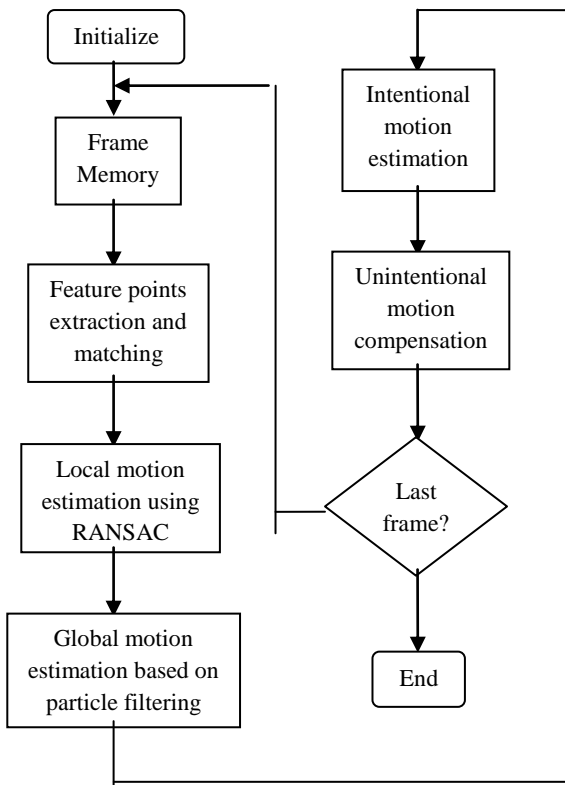 Initialize
Frame
Memory
Feature points
extraction and
matching
Local motion
estimation using
RANSAC
Global motion
estimation based on
particle filtering
Intentional
motion
estimation
Unintentional
motion
compensation
Last
frame?
End